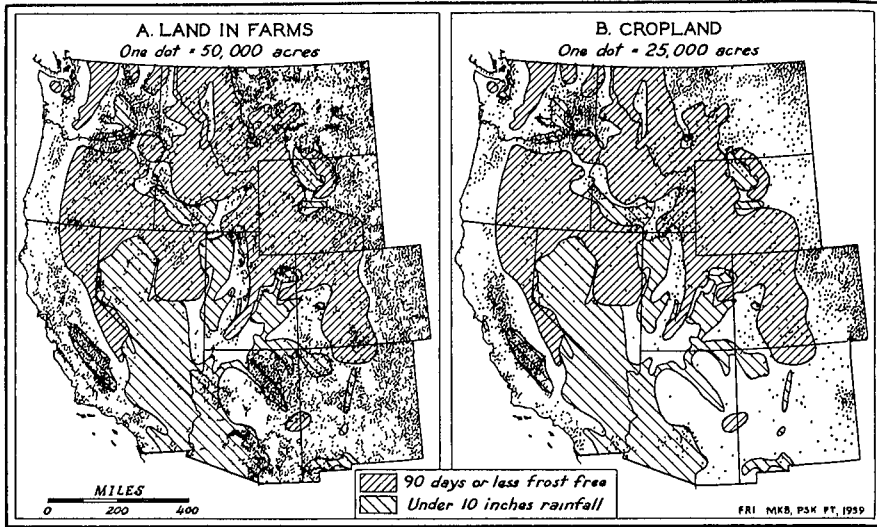 A. LAND IN FARMS
One dot = 50,000 acres
B. CROPLAND
One dot = 25,000 acres
MILES
0 200 400
90 days or less frost free
Under 10 inches rainfall
FRI MKB, PSK PT, 1959